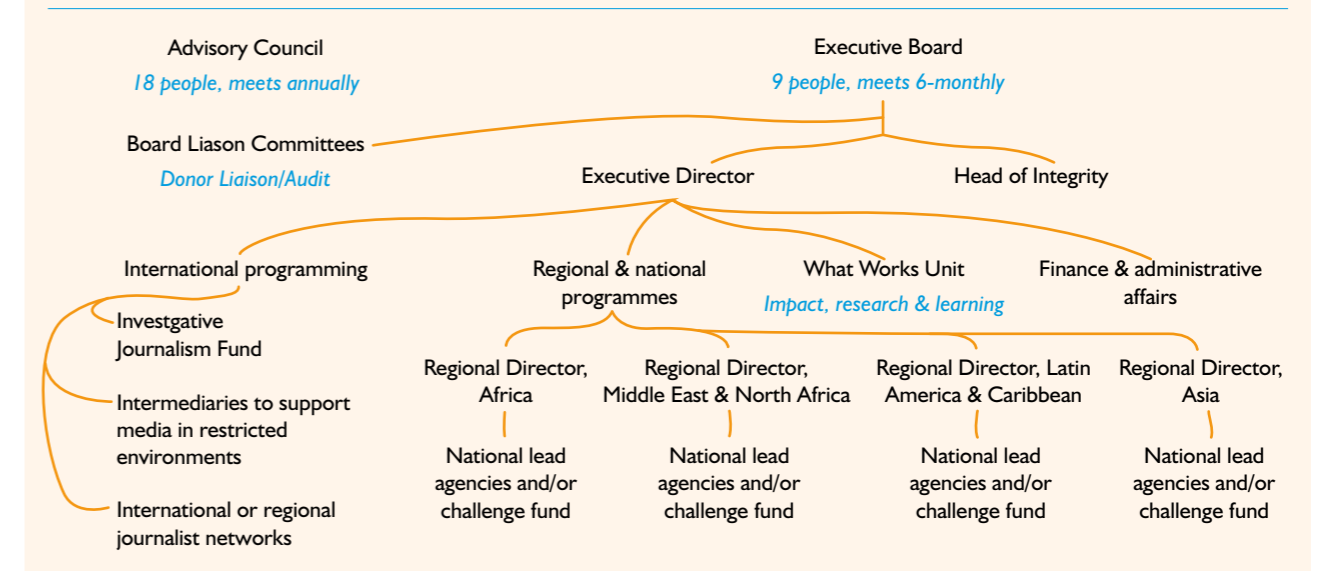 Advisory Council
18 people, meets annually
Executive Board
9 people, meets 6-monthly
Board Liason Committees
Donor Liaison/Audit
Executive Director
Head of Integrity
International programming
Investgative
Journalism Fund
Intermediaries to support
media in restricted
environments
International or regional
journalist networks
Regional & national
programmes
What Works Unit
Impact, research & learning
Finance & administrative
affairs
Regional Director,
Africa
Regional Director,
Middle East & North Africa
Regional Director, Latin
America & Caribbean
Regional Director,
Asia
National lead
agencies and/or
challenge fund
National lead
agencies and/or
challenge fund
National lead
agencies and/or
challenge fund
National lead
agencies and/or
challenge fund